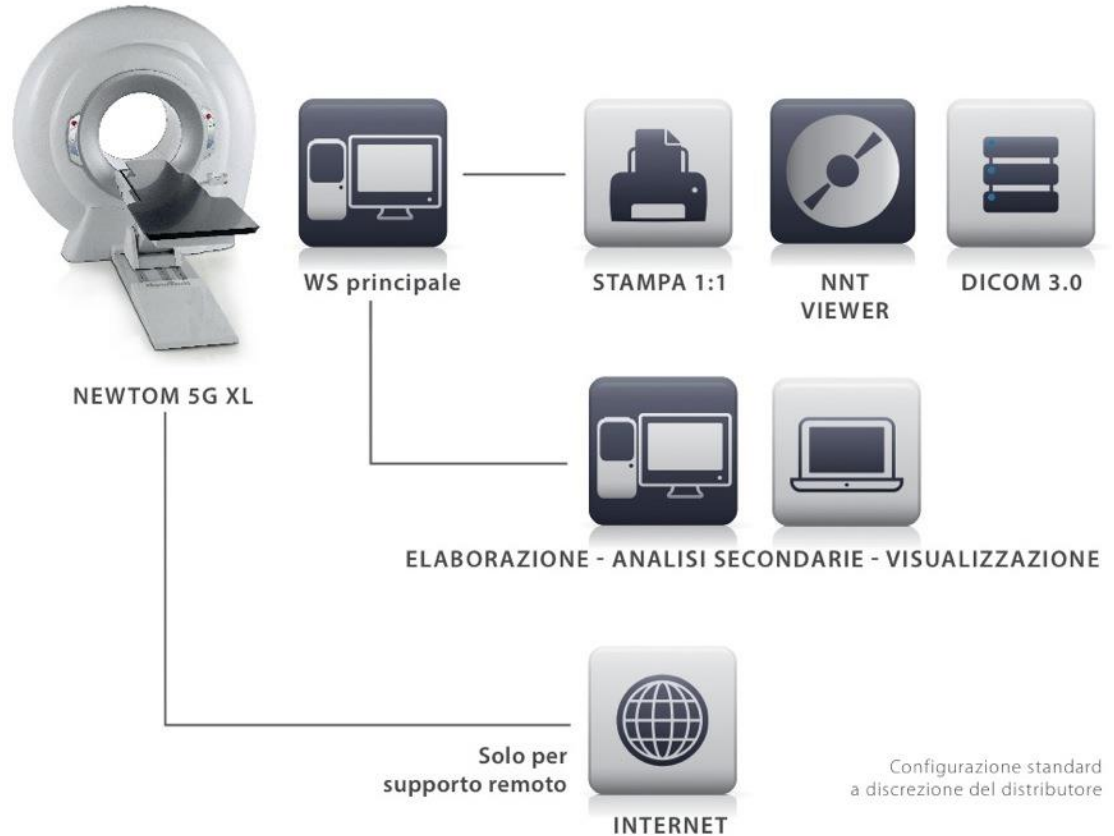 WS principale
STAMPA 1:1
NNT
VIEWER
DICOM 3.0
NEWTOM 5G XL
ELABORAZIONE - ANALISI SECONDARIE - VISUALIZZAZIONE
Solo per
supporto remoto
INTERNET
Configurazione standard
a discrezione del distributore